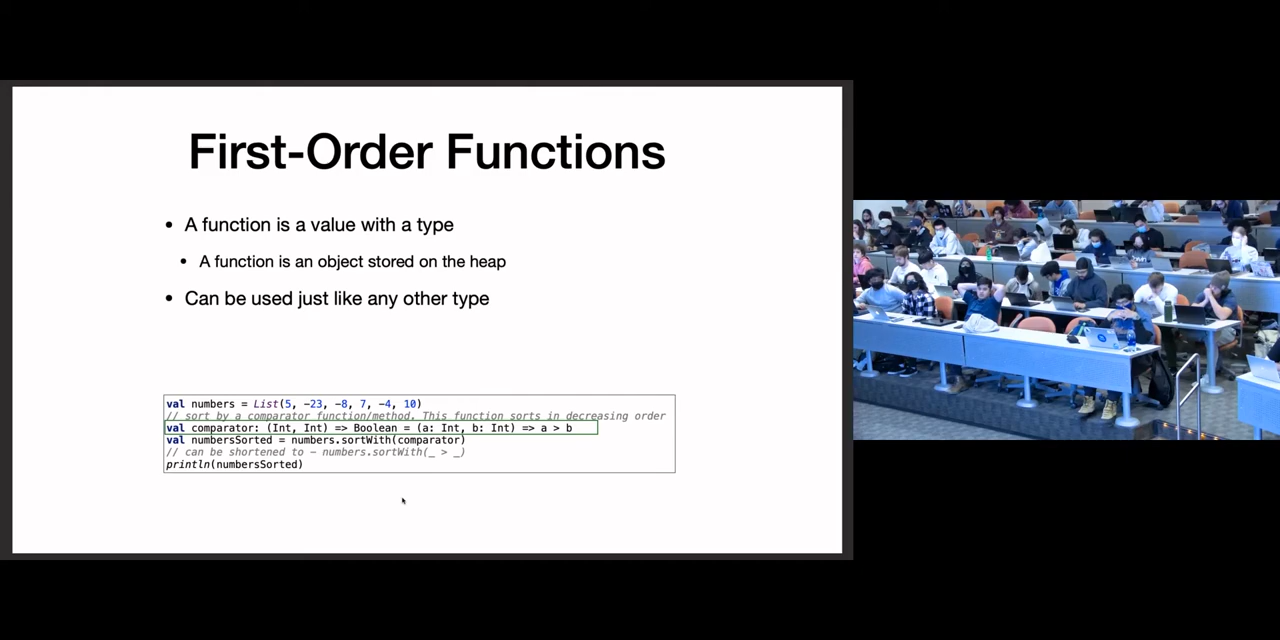 First-Order Functions
• A function is a value with a type
• A function is an object stored on the heap
• Can be used just like any other type
val numbers = List(5, -23, -8, 7, -4, 10)
// sort by a comparator function/method. This function sorts in decreasing order
val comparator: (Int, Int) => Boolean = (a: Int, b: Int) => a > b
val numbersSorted = numbers.sortWith(comparator)
// can be shortened to - numbers.sortWith(_ > _)
println(numbersSorted)